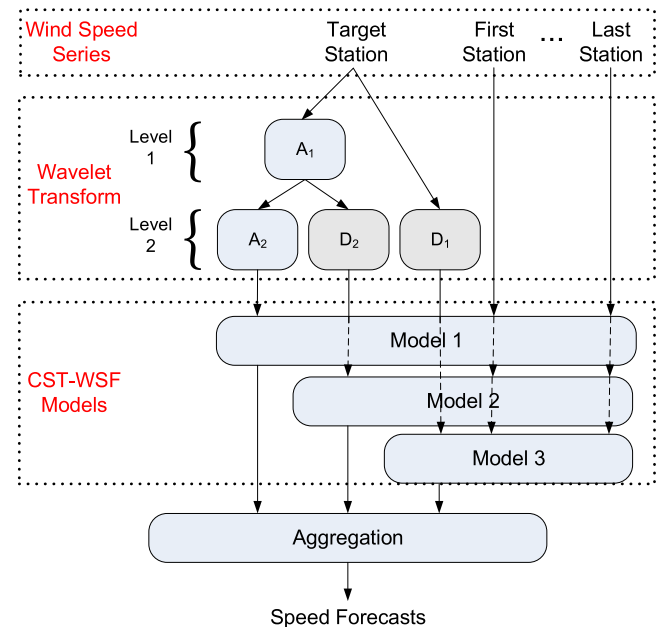 Wind Speed
Series
Target
Station
First
Station
...
Last
Station
Level
1
{
A₁
Wavelet
Transform
Level
2
{
A₂
D₂
D₁
CST-WSF
Models
Model 1
Model 2
Model 3
Aggregation
Speed Forecasts